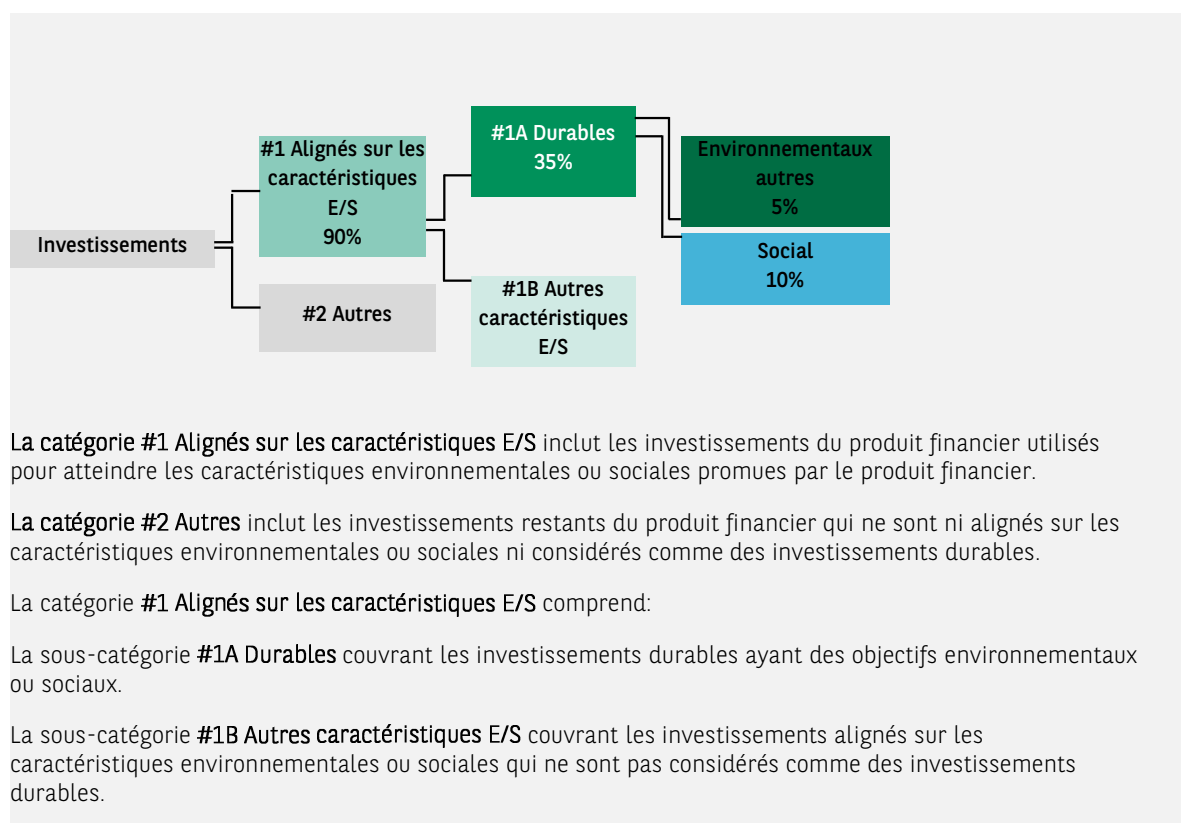 #1 Alignés sur les
caractéristiques
E/S
90%
#1A Durables
35%
Environnementaux
autres
5%
Investissements
Social
10%
#2 Autres
#1B Autres
caractéristiques
E/S
La catégorie #1 Alignés sur les caractéristiques E/S inclut les investissements du produit financier utilisés
pour atteindre les caractéristiques environnementales ou sociales promues par le produit financier.
La catégorie #2 Autres inclut les investissements restants du produit financier qui ne sont ni alignés sur les
caractéristiques environnementales ou sociales ni considérés comme des investissements durables.
La catégorie #1 Alignés sur les caractéristiques E/S comprend:
La sous-catégorie #1A Durables couvrant les investissements durables ayant des objectifs environnementaux
ou sociaux.
La sous-catégorie #1B Autres caractéristiques E/S couvrant les investissements alignés sur les
caractéristiques environnementales ou sociales qui ne sont pas considérés comme des investissements
durables.